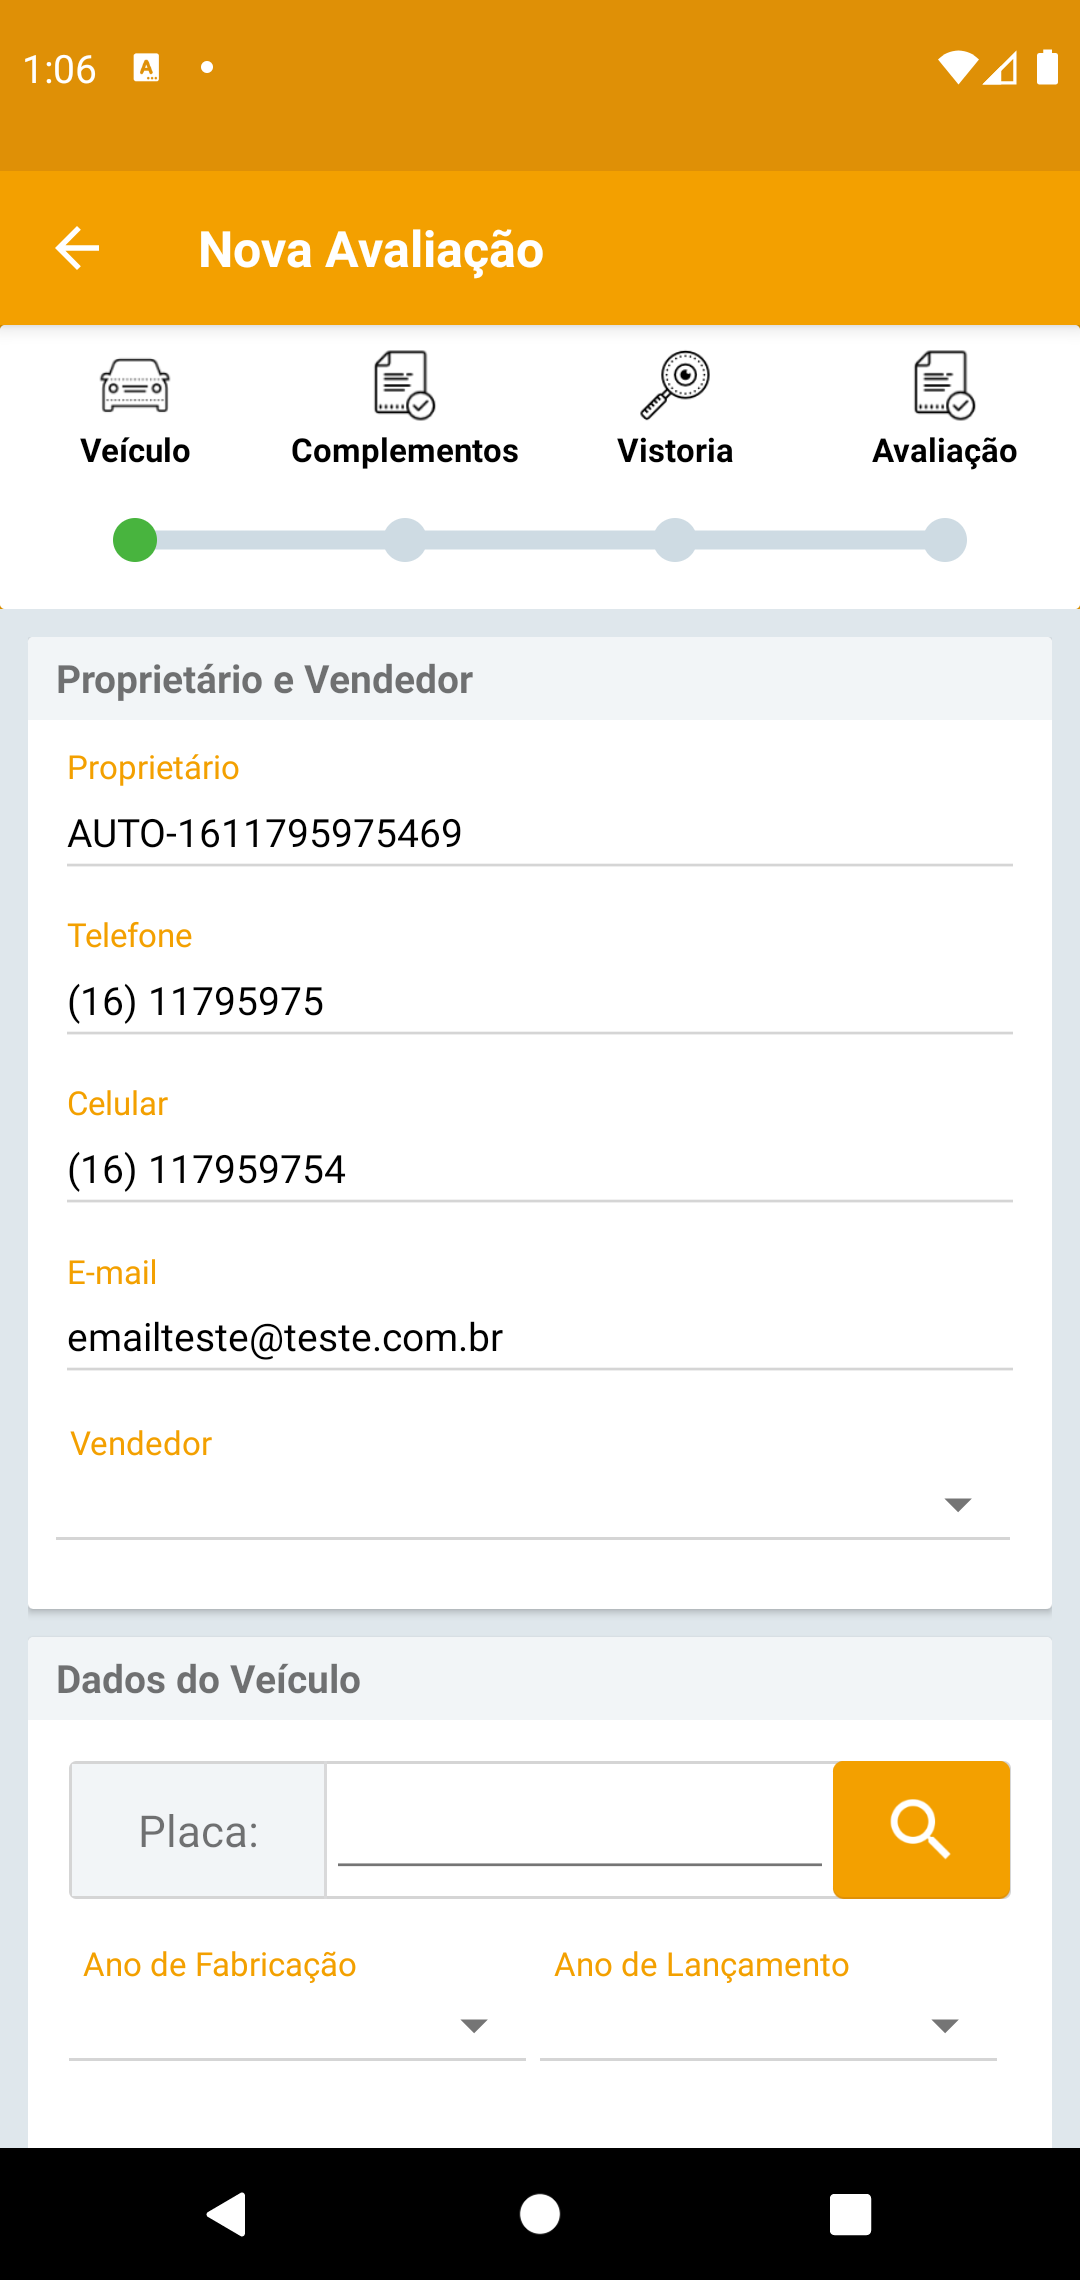 1:06
Nova Avaliação
Veículo
Complementos
Vistoria
Avaliação
Proprietário e Vendedor
Proprietário
AUTO-1611795975469
Telefone
(16) 11795975
Celular
(16) 117959754
E-mail
emailteste@teste.com.br
Vendedor
Dados do Veículo
Placa:
Ano de Fabricação
Ano de Lançamento